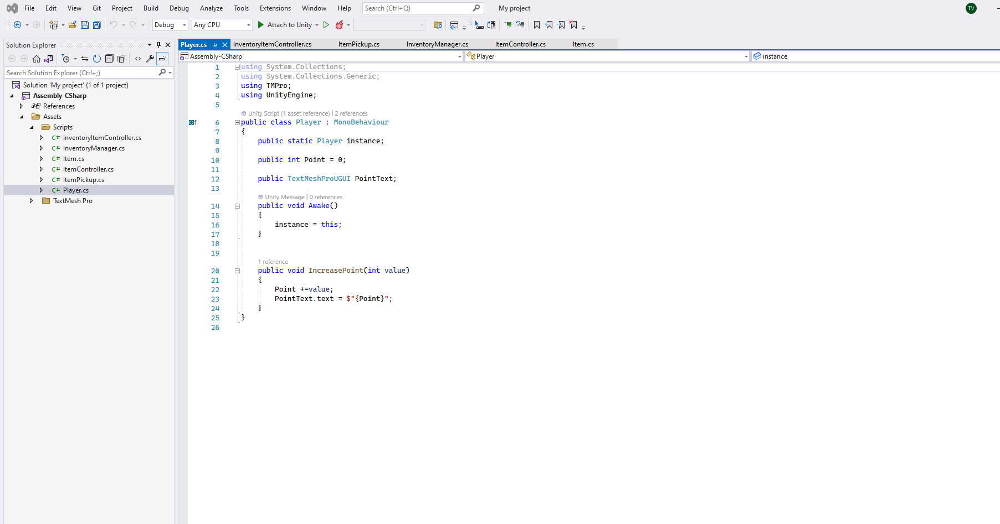 File Edit View Git Project Build Debug Analyze Tools Extensions Window Help Search (Ctrl+Q) My project TV
Debug Any CPU Attach to Unity
Solution Explorer
Search Solution Explorer (Ctrl+;)
Solution 'My project' (1 of 1 project)
Assembly-CSharp
References
Assets
Scripts
C# InventoryItemController.cs
C# InventoryManager.cs
C# Item.cs
C# ItemController.cs
C# ItemPickup.cs
C# Player.cs
TextMesh Pro
Player.cs InventoryItemController.cs ItemPickup.cs InventoryManager.cs ItemController.cs Item.cs
Assembly-CSharp Player instance
1 using System.Collections;
2 using System.Collections.Generic;
3 using TMPro;
4 using UnityEngine;
5
Unity Script (1 asset reference) | 2 references
6 public class Player : MonoBehaviour
7 {
8 public static Player instance;
9
10 public int Point = 0;
11
12 public TextMeshProUGUI PointText;
13
Unity Message | 0 references
14 public void Awake()
15 {
16 instance = this;
17 }
18
19
1 reference
20 public void IncreasePoint(int value)
21 {
22 Point +=value;
23 PointText.text = $"{Point}";
24 }
25 }
26